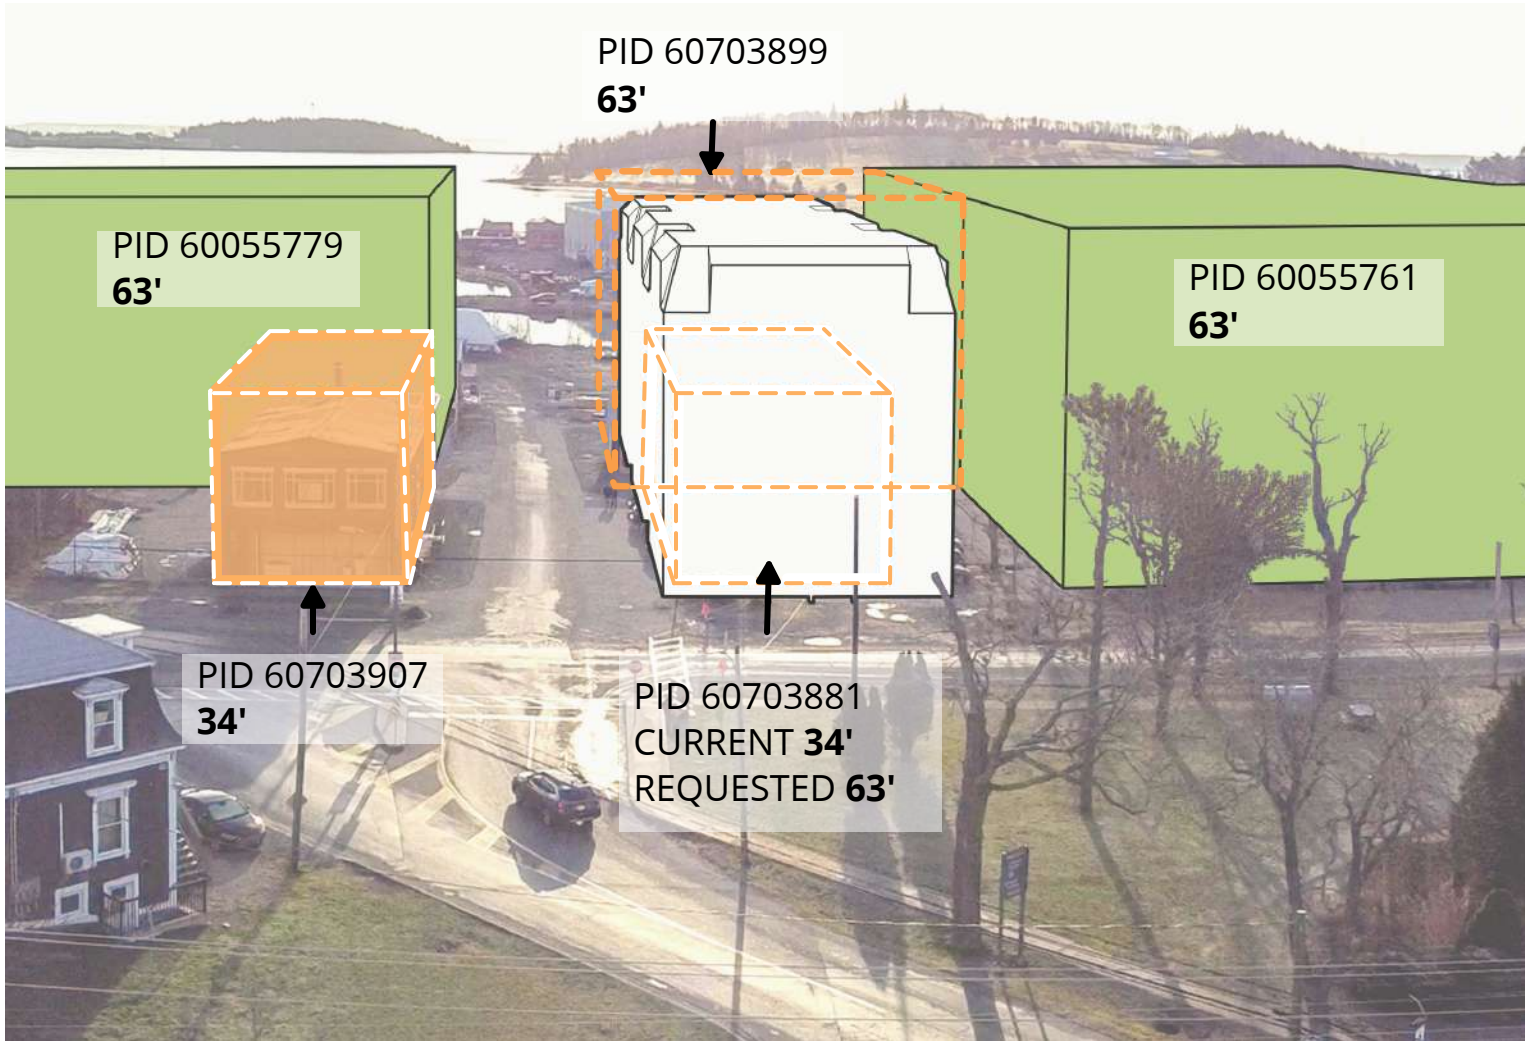 PID 60703899
63'
PID 60055779
63'
PID 60055761
63'
PID 60703907
34'
PID 60703881
CURRENT 34'
REQUESTED 63'